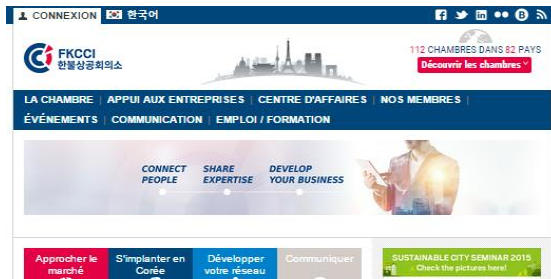 CONNEXION 한국어
FKCCI
한불상공회의소
112 CHAMBRES DANS 82 PAYS
Découvrir les chambres
LA CHAMBRE | APPUI AUX ENTREPRISES | CENTRE D'AFFAIRES | NOS MEMBRES |
ÉVÉNEMENTS | COMMUNICATION | EMPLOI / FORMATION
CONNECT PEOPLE
SHARE EXPERTISE
DEVELOP YOUR BUSINESS
Approcher le
marché
S'implanter en
Corée
Développer
votre réseau
Communiquer
SUSTAINABLE CITY SEMINAR 2015
Check the pictures here!